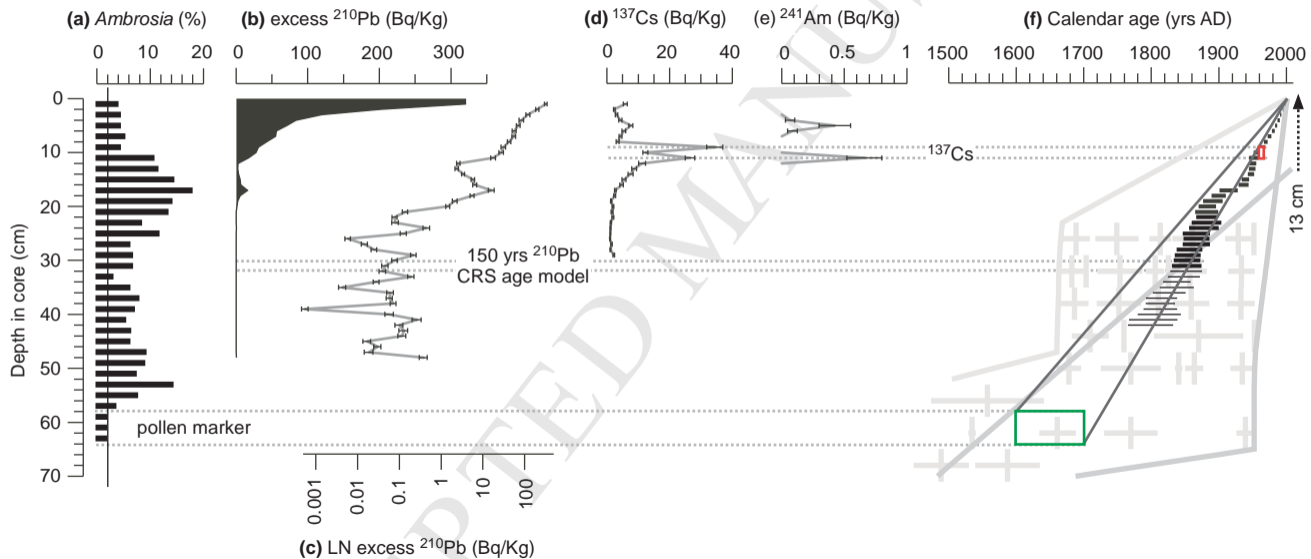 (a) Ambrosia (%)
(b) excess 210Pb (Bq/Kg)
(d) 137Cs (Bq/Kg)
(e) 241Am (Bq/Kg)
(f) Calendar age (yrs AD)
0 10 20
0 100 200 300
0 20 40
0 0.5 1
1500 1600 1700 1800 1900 2000
Depth in core (cm)
0
10
20
30
40
50
60
70
137Cs
13 cm
150 yrs 210Pb
CRS age model
pollen marker
0.001 0.01 0.1 1 10 100
(c) LN excess 210Pb (Bq/Kg)
PTED MANU